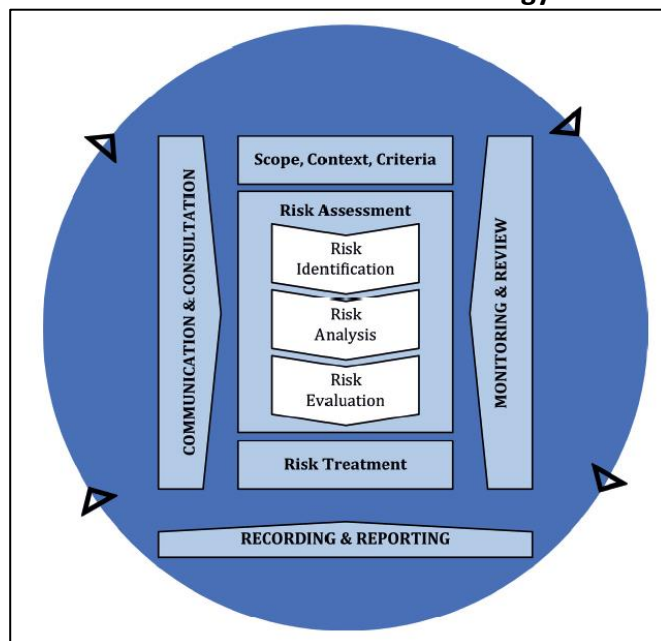 gy
Scope, Context, Criteria
Risk Assessment
Risk
Identification
Risk
Analysis
Risk
Evaluation
Risk Treatment
COMMUNICATION & CONSULTATION
MONITORING & REVIEW
RECORDING & REPORTING